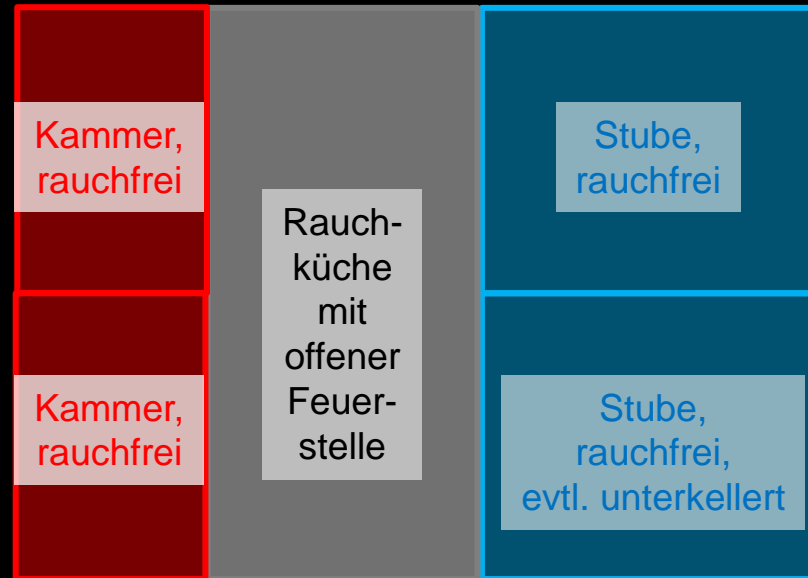 Kammer,
rauchfrei
Kammer,
rauchfrei
Rauch-
küche
mit
offener
Feuer-
stelle
Stube,
rauchfrei
Stube,
rauchfrei,
evtl. unterkellert